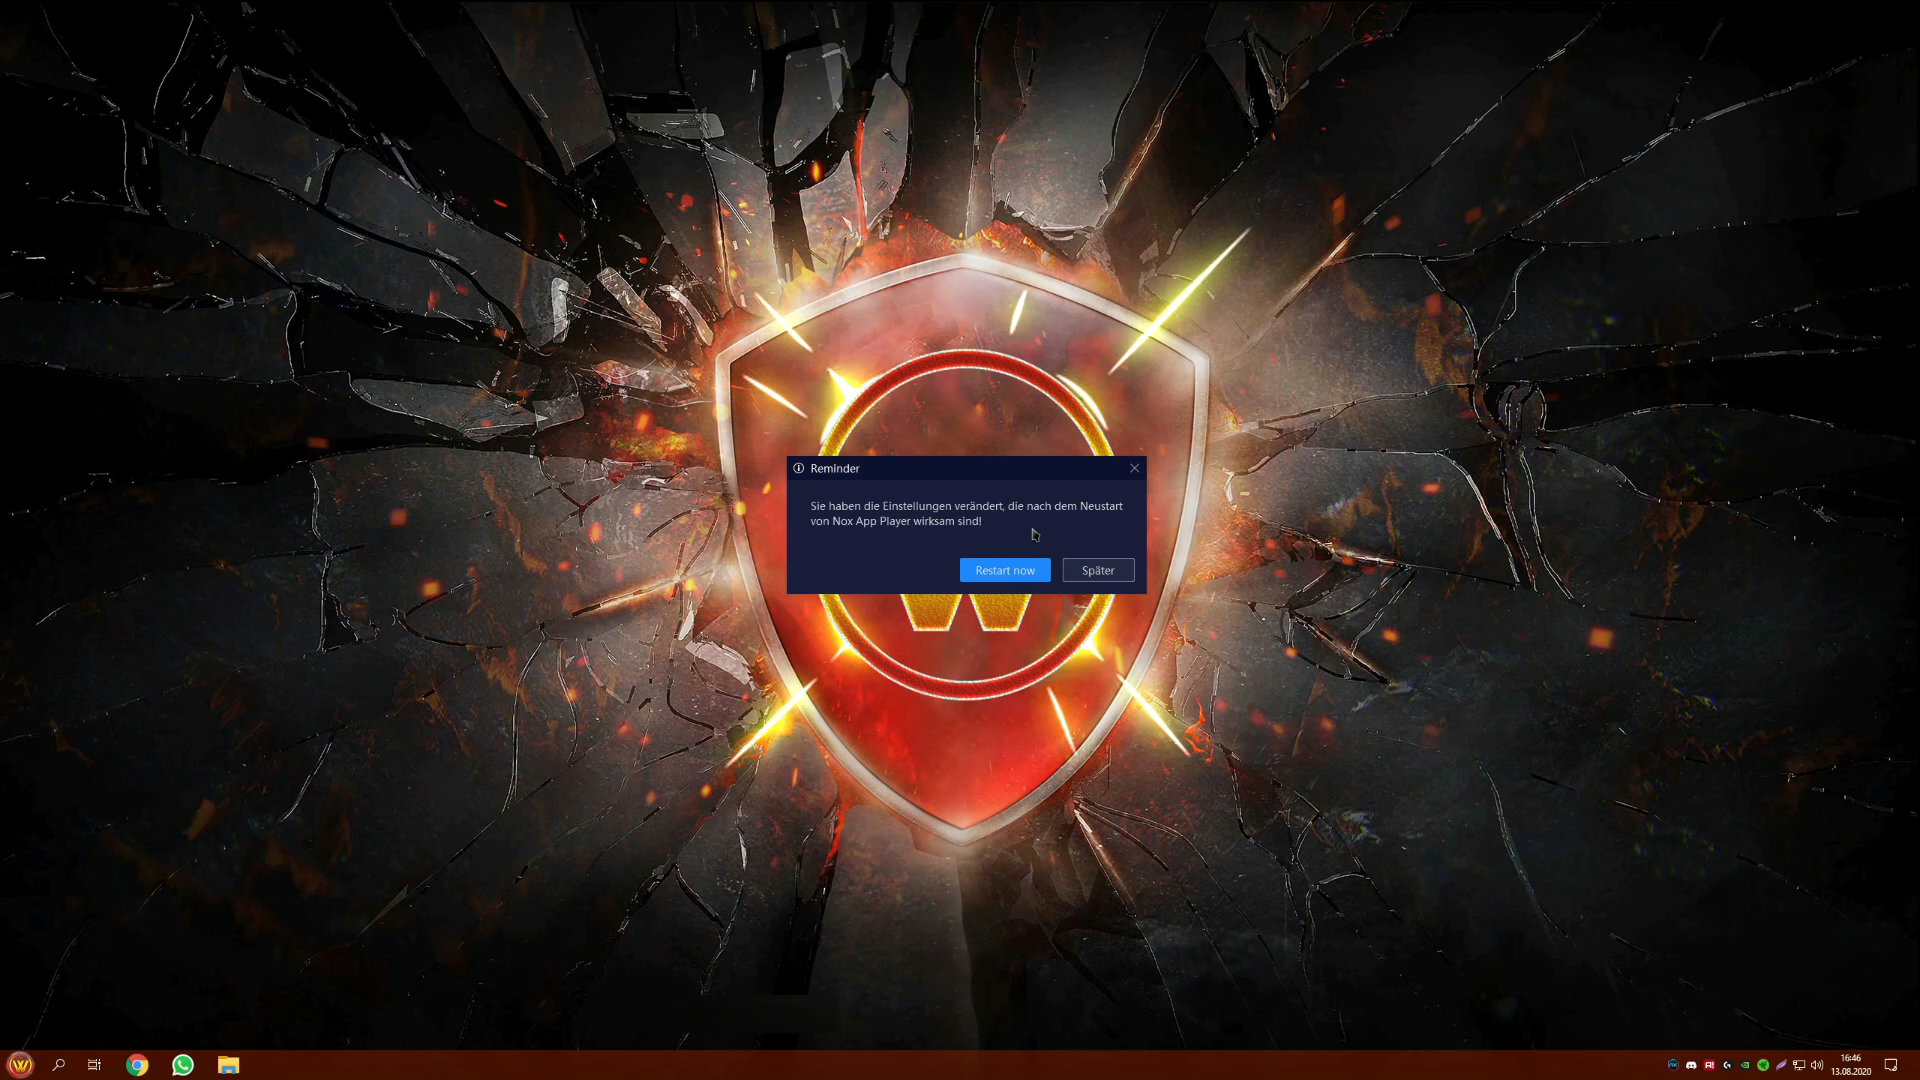 Reminder
Sie haben die Einstellungen verändert, die nach dem Neustart
von Nox App Player wirksam sind!
Restart now
Später
16:46
13.08.2020